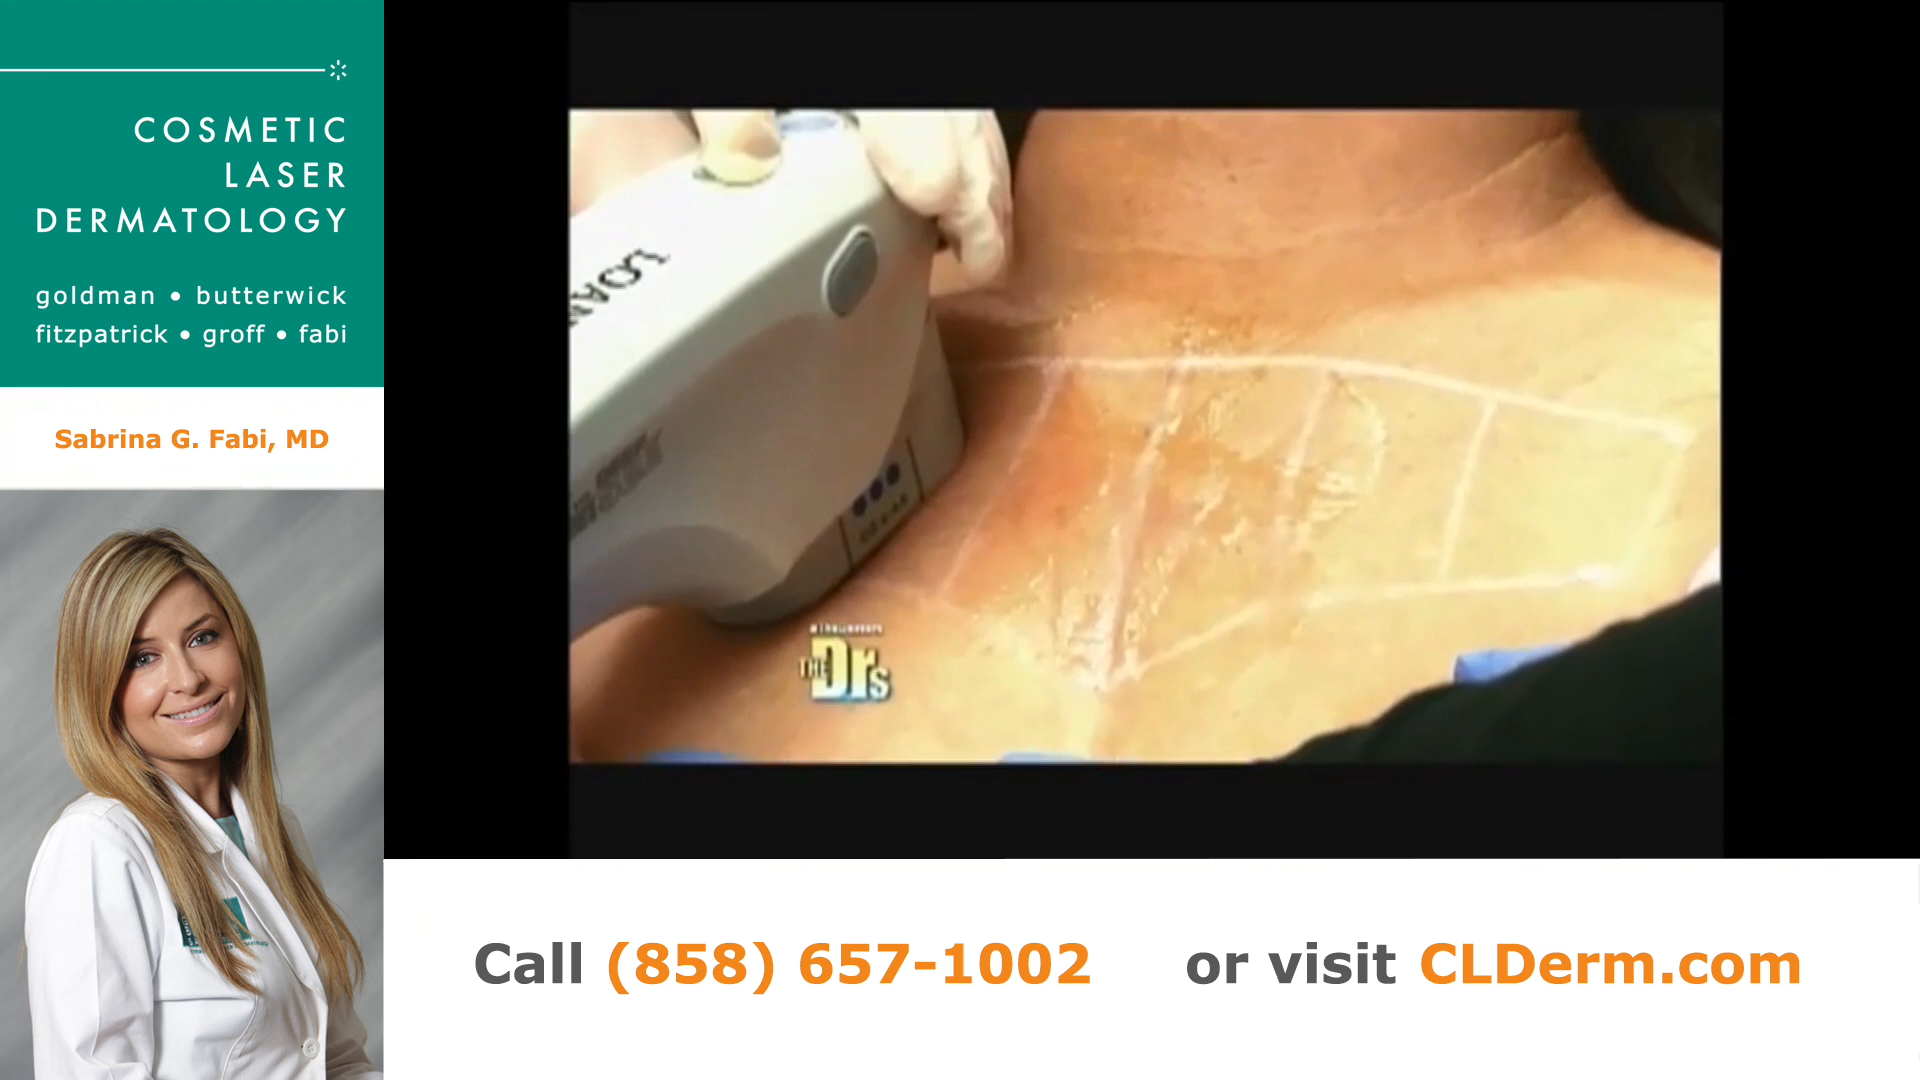 COSMETIC
LASER
DERMATOLOGY
goldman • butterwick
fitzpatrick • groff • fabi
Sabrina G. Fabi, MD
THE Drs
Call (858) 657-1002 or visit CLDerm.com